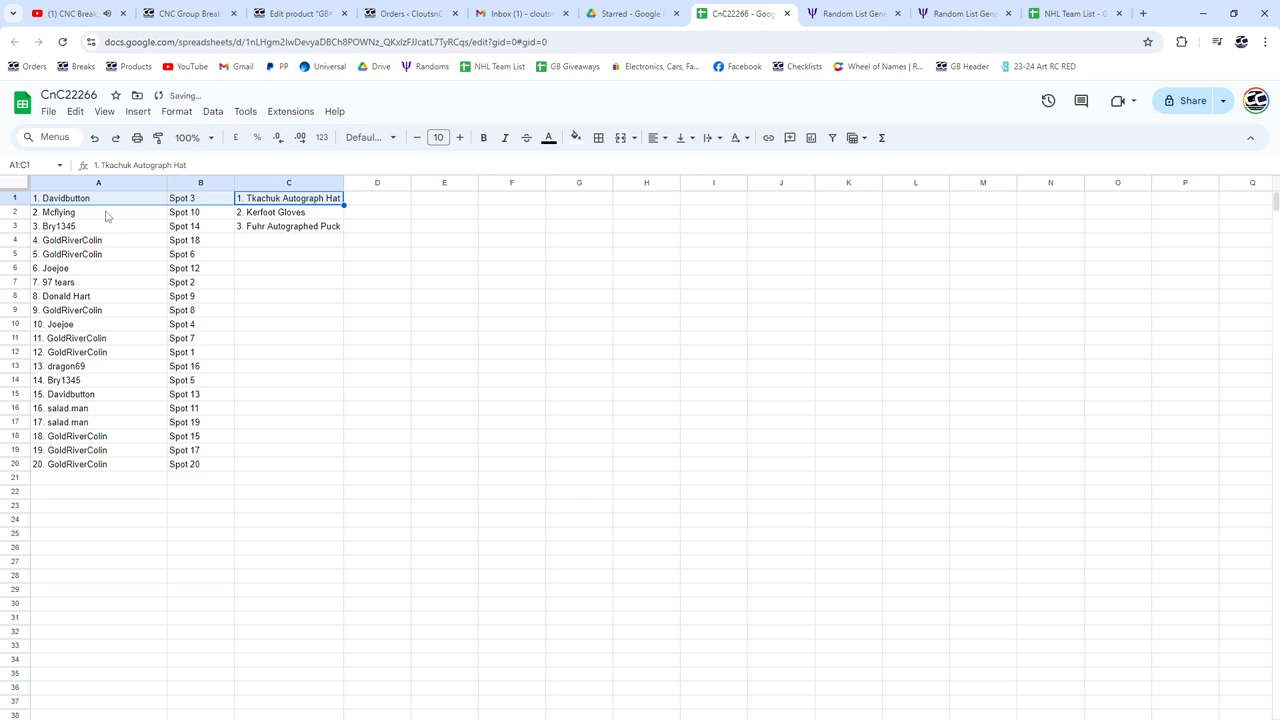 (1) CNC Break
CNC Group Break
Edit product "GB#
Orders ‹ Cloutsn
Inbox (1) - clouts
Starred - Google D
CnC22266 - Goog
Random List Gene
Random List Gene
NHL Team List - G
docs.google.com/spreadsheets/d/1nLHgm2IwDevyaDBCh8POWNz_QKxIzFJJcatL7TyRCqs/edit?gid=0#gid=0
Orders
Breaks
Products
YouTube
Gmail
PP
Universal
Drive
Randoms
NHL Team List
GB Giveaways
Electronics, Cars, Fa...
Facebook
Checklists
Wheel of Names | R...
GB Header
23-24 Art RC RED
CnC22266
Saving...
File Edit View Insert Format Data Tools Extensions Help
Share
Menus
100%
£ % .0 .00 123
Defaul...
10
B I A
A1:C1
1. Tkachuk Autograph Hat
A B C D E F G H I J K L M N O P Q
1 1. Davidbutton Spot 3 1. Tkachuk Autograph Hat
2 2. Mcflying Spot 10 2. Kerfoot Gloves
3 3. Bry1345 Spot 14 3. Fuhr Autographed Puck
4 4. GoldRiverColin Spot 18
5 5. GoldRiverColin Spot 6
6 6. Joejoe Spot 12
7 7. 97 tears Spot 2
8 8. Donald Hart Spot 9
9 9. GoldRiverColin Spot 8
10 10. Joejoe Spot 4
11 11. GoldRiverColin Spot 7
12 12. GoldRiverColin Spot 1
13 13. dragon69 Spot 16
14 14. Bry1345 Spot 5
15 15. Davidbutton Spot 13
16 16. salad.man Spot 11
17 17. salad.man Spot 19
18 18. GoldRiverColin Spot 15
19 19. GoldRiverColin Spot 17
20 20. GoldRiverColin Spot 20
21
22
23
24
25
26
27
28
29
30
31
32
33
34
35
36
37
38